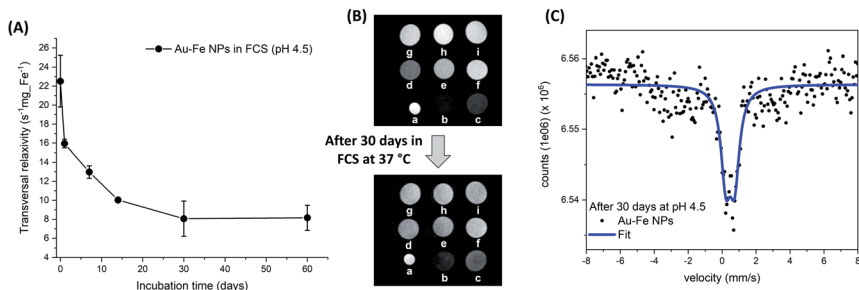 (A)
Au-Fe NPs in FCS (pH 4.5)
Transversal relaxivity (s⁻¹mg_Fe⁻¹)
26
24
22
20
18
16
14
12
10
8
6
4
0 10 20 30 40 50 60
Incubation time (days)
(B)
g h i
d e f
a b c
After 30 days in
FCS at 37 °C
g h i
d e f
a b c
(C)
counts (1e06) (x 10⁶)
6.56
6.55
6.54
After 30 days at pH 4.5
Au-Fe NPs
Fit
-8 -6 -4 -2 0 2 4 6 8
velocity (mm/s)